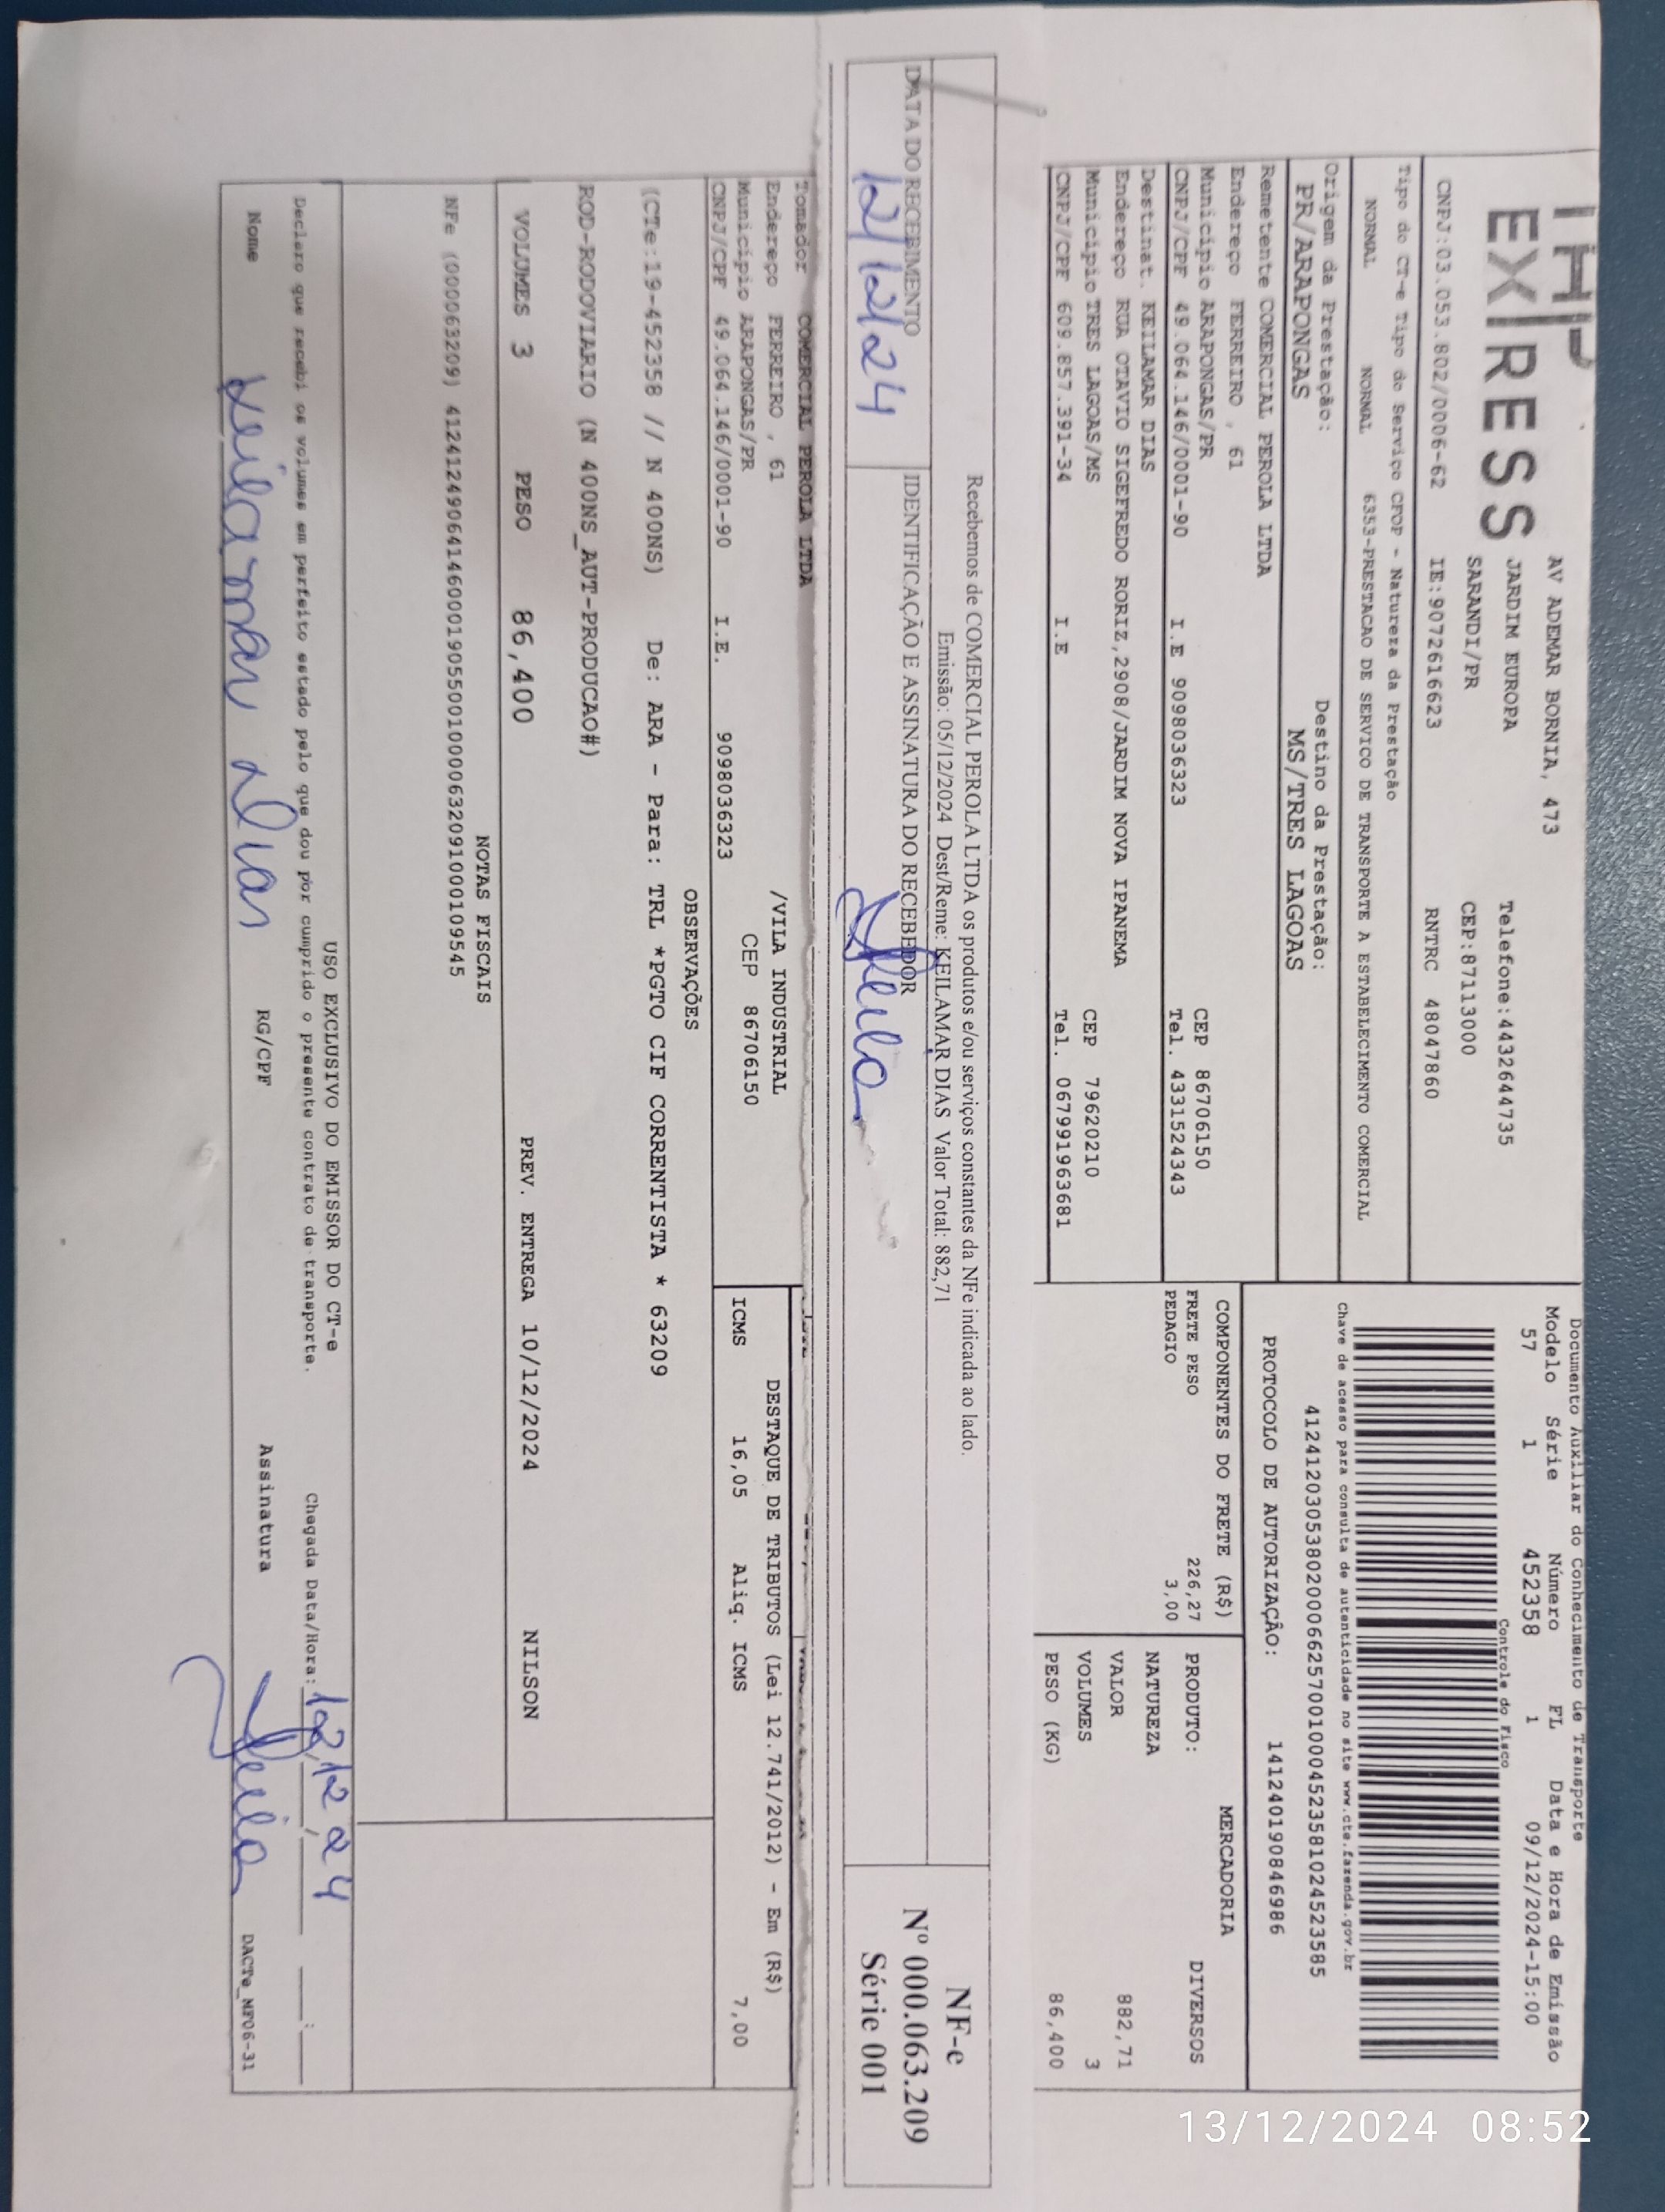 Documento Auxiliar do Conhecimento de Transporte
EXPRESS
AV ADEMAR BORNIA, 473
JARDIM EUROPA
Telefone:4432644735
SARANDI/PR
CEP:87113000
CNPJ:03.053.802/0006-62 IE:9072616623 RNTRC 48047860
Modelo Série Número FL Data e Hora de Emissão
57 1 452358 1 09/12/2024-15:00
Controle do Fisco
Tipo do CT-e Tipo do Serviço CFOP - Natureza da Prestação
NORMAL NORMAL 6353-PRESTACAO DE SERVICO DE TRANSPORTE A ESTABELECIMENTO COMERCIAL
Chave de acesso para consulta de autenticidade no site www.cte.fazenda.gov.br
41241203053802000662570010004523581024523585
Origem da Prestação: Destino da Prestação:
PR/ARAPONGAS MS/TRES LAGOAS
PROTOCOLO DE AUTORIZAÇÃO: 141240190846986
Remetente COMERCIAL PEROLA LTDA
Endereço FERREIRO , 61
Município ARAPONGAS/PR CEP 86706150
CNPJ/CPF 49.064.146/0001-90 I.E 9098036323 Tel. 4331524343
Destinat. KEILAMAR DIAS
Endereço RUA OTAVIO SIGEFREDO RORIZ,2908/JARDIM NOVA IPANEMA
Município TRES LAGOAS/MS CEP 79620210
CNPJ/CPF 609.857.391-34 I.E Tel. 067991963681
COMPONENTES DO FRETE (R$)
FRETE PESO 226,27
PEDAGIO 3,00
MERCADORIA
PRODUTO: DIVERSOS
NATUREZA
VALOR 882,71
VOLUMES 3
PESO (KG) 86,400
Recebemos de COMERCIAL PEROLA LTDA os produtos e/ou serviços constantes da NFe indicada ao lado.
Emissão: 05/12/2024 Dest/Reme: KEILAMAR DIAS Valor Total: 882,71
DATA DO RECEBIMENTO IDENTIFICAÇÃO E ASSINATURA DO RECEBEDOR
12/12/24
NF-e
Nº 000.063.209
Série 001
Tomador COMERCIAL PEROLA LTDA
Endereço FERREIRO , 61 /VILA INDUSTRIAL
Município ARAPONGAS/PR CEP 86706150
CNPJ/CPF 49.064.146/0001-90 I.E. 9098036323
DESTAQUE DE TRIBUTOS (Lei 12.741/2012) - Em (R$)
ICMS 16,05 Aliq. ICMS 7,00
OBSERVAÇÕES
(CTe:19-452358 // N 400NS) De: ARA - Para: TRL *PGTO CIF CORRENTISTA * 63209
ROD-RODOVIARIO (N 400NS_AUT-PRODUCAO#)
VOLUMES 3 PESO 86,400 PREV. ENTREGA 10/12/2024 NILSON
NOTAS FISCAIS
NFe (000063209) 41241249064146000190550010000632091000109545
USO EXCLUSIVO DO EMISSOR DO CT-e
Declaro que recebi os volumes em perfeito estado pelo que dou por cumprido o presente contrato de transporte. Chegada Data/Hora: 12/12/24
Nome Keilamar Dias RG/CPF Assinatura
DACTe_NF06-31
13/12/2024 08:52